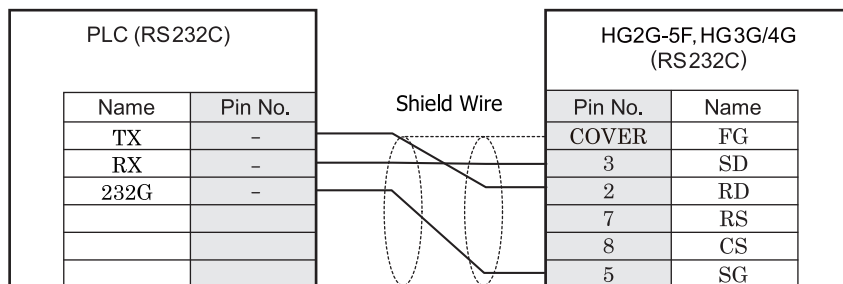 PLC (RS232C)
HG2G-5F, HG3G/4G
(RS232C)
Shield Wire
Name Pin No.
TX –
RX –
232G –
Pin No. Name
COVER FG
3 SD
2 RD
7 RS
8 CS
5 SG